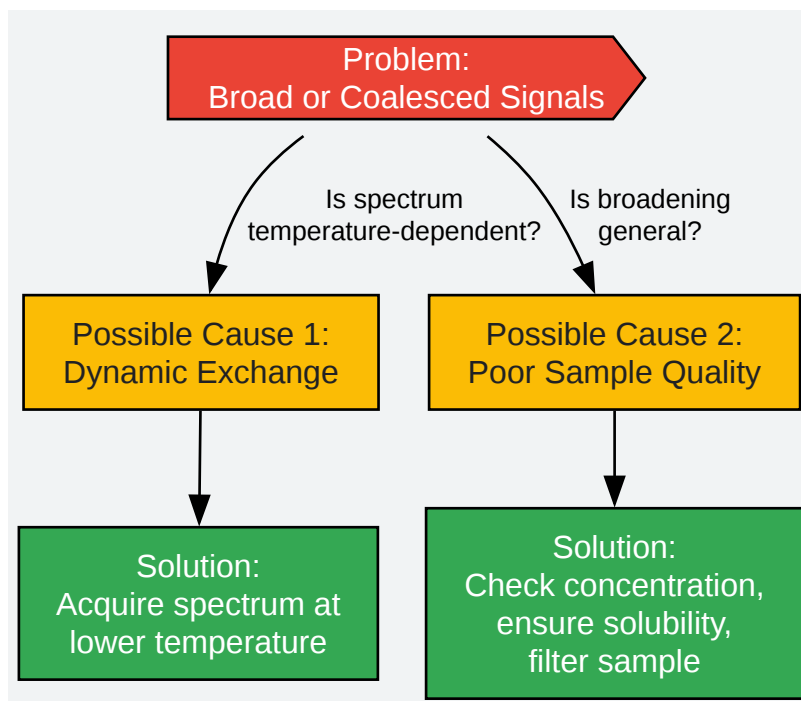 Problem:
Broad or Coalesced Signals
Is spectrum
temperature-dependent?
Is broadening
general?
Possible Cause 1:
Dynamic Exchange
Possible Cause 2:
Poor Sample Quality
Solution:
Acquire spectrum at
lower temperature
Solution:
Check concentration,
ensure solubility,
filter sample